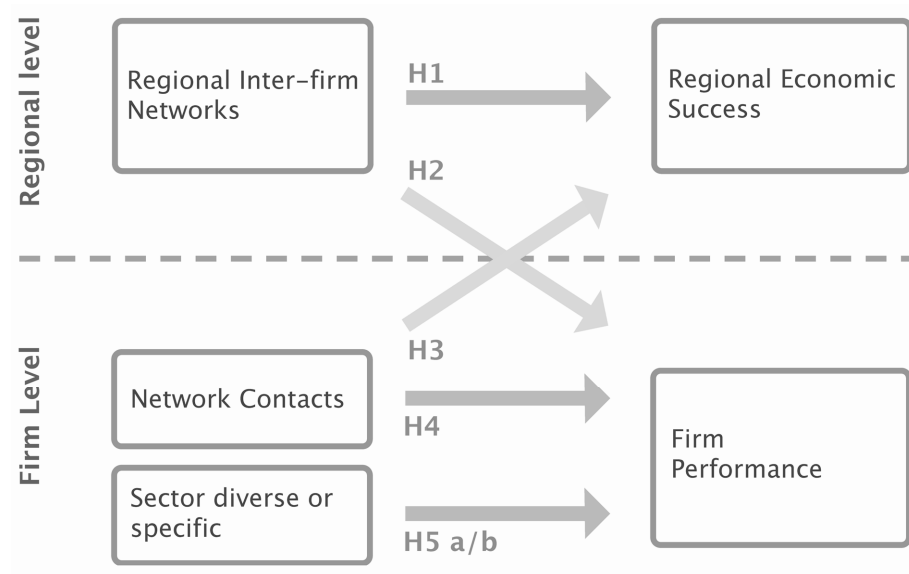 Regional level
Regional Inter-firm
Networks
H1
Regional Economic
Success
H2
Firm Level
H3
Network Contacts
H4
Firm
Performance
Sector diverse or
specific
H5 a/b